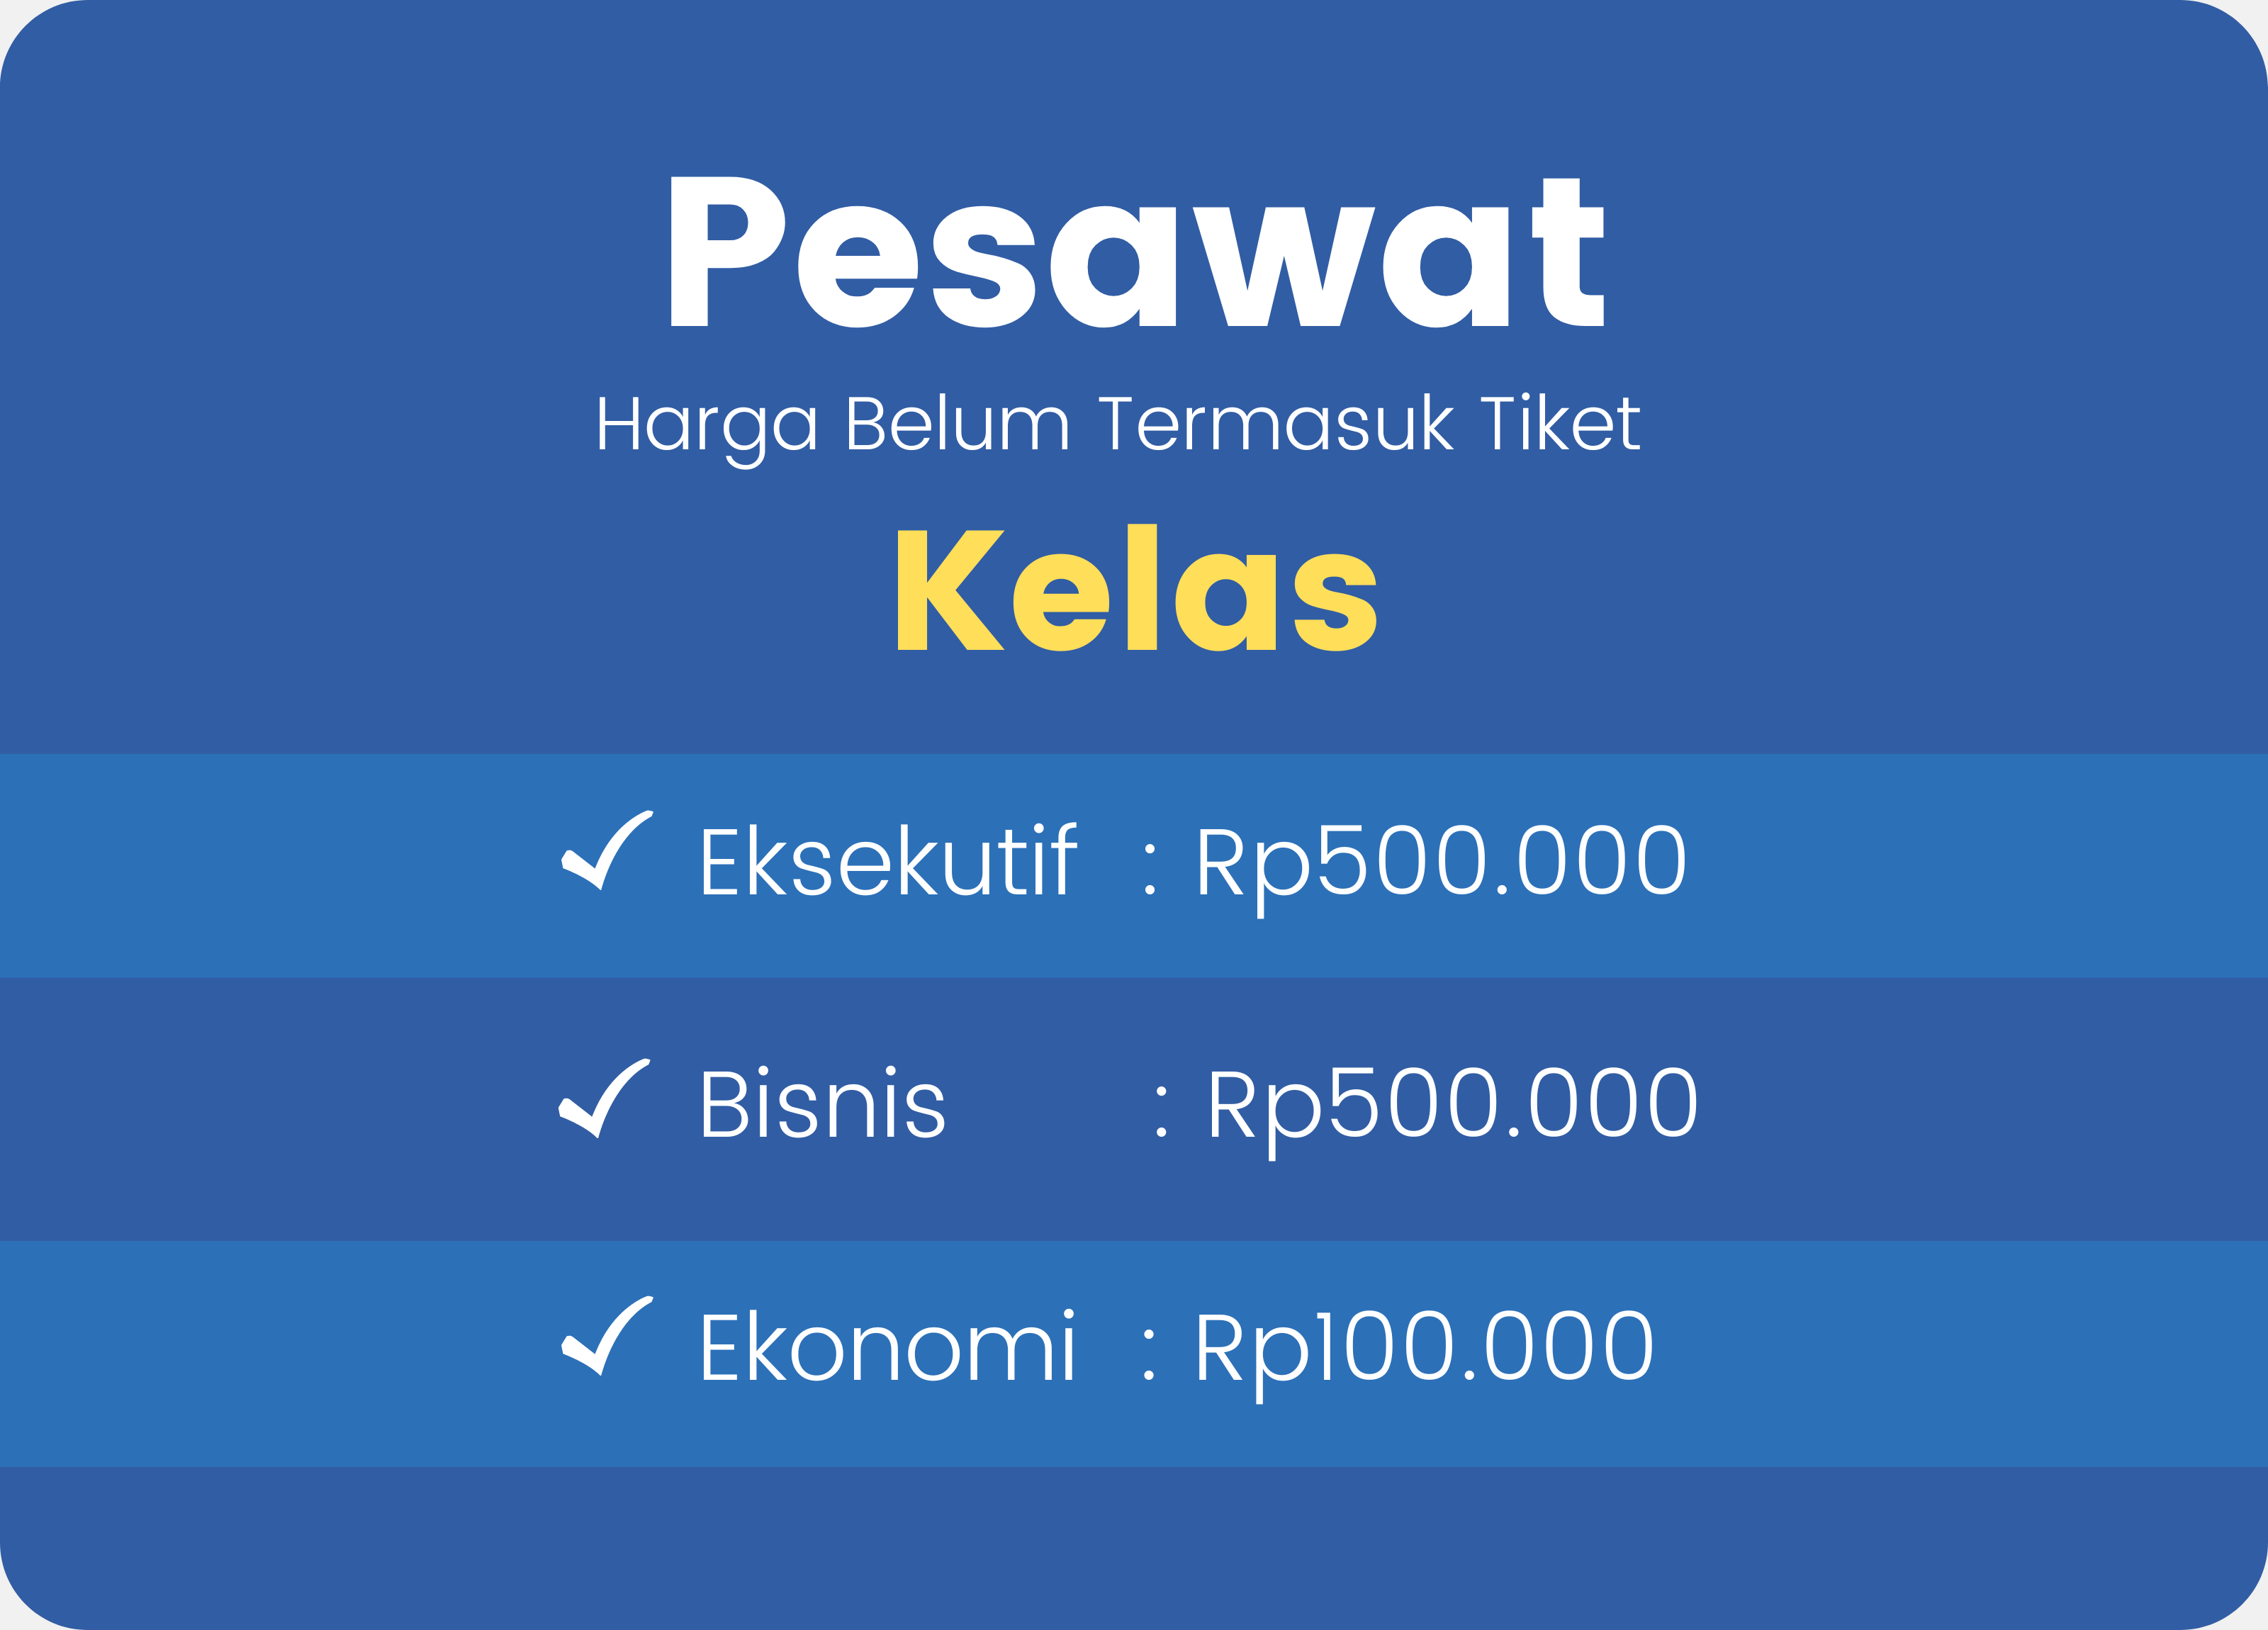 Pesawat
Harga Belum Termasuk Tiket
Kelas
✓ Eksekutif : Rp500.000
✓ Bisnis : Rp500.000
✓ Ekonomi : Rp100.000